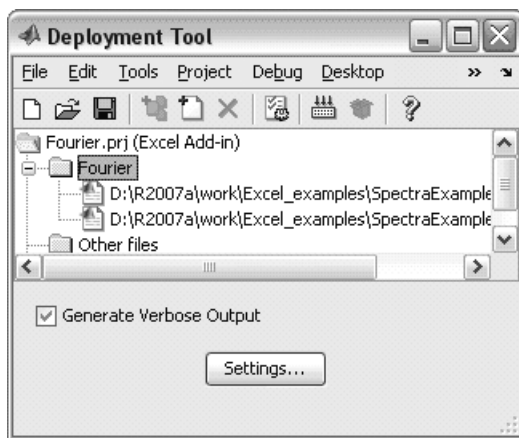 Deployment Tool
File Edit Tools Project Debug Desktop »
Fourier.prj (Excel Add-in)
Fourier
D:\R2007a\work\Excel_examples\SpectraExample
D:\R2007a\work\Excel_examples\SpectraExample
Other files
Generate Verbose Output
Settings...